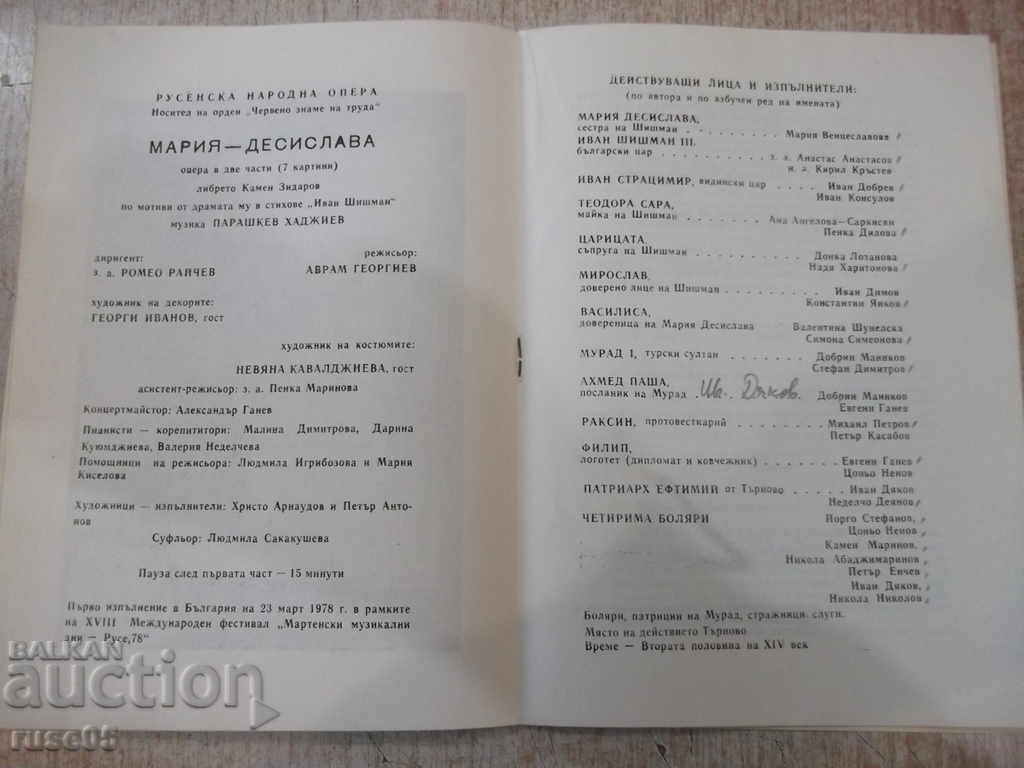 РУСЕНСКА НАРОДНА ОПЕРА
Носител на орден „Червено знаме на труда“
МАРИЯ—ДЕСИСЛАВА
опера в две части (7 картини)
либрето Камен Зидаров
по мотиви от драмата му в стихове „Иван Шишман“
музика ПАРАШКЕВ ХАДЖИЕВ
диригент:
з. а. РОМЕО РАЙЧЕВ
режисьор:
АВРАМ ГЕОРГИЕВ
художник на декорите:
ГЕОРГИ ИВАНОВ, гост
художник на костюмите:
НЕВЯНА КАВАЛДЖИЕВА, гост
асистент-режисьор: з. а. Пенка Маринова
Концертмайстор: Александър Ганев
Пианисти — корепититори: Малина Димитрова, Дарина
Куюмджиева, Валерия Неделчева
Помощници на режисьора: Людмила Игрибозова и Мария
Киселова
Художници — изпълнители: Христо Арнаудов и Петър Анто-
нов
Суфльор: Людмила Сакакушева
Пауза след първата част — 15 минути
Първо изпълнение в България на 23 март 1978 г. в рамките
на XVIII Международен фестивал „Мартенски музикални
дни — Русе,78“
ДЕЙСТВУВАЩИ ЛИЦА И ИЗПЪЛНИТЕЛИ:
(по автора и по азбучен ред на имената)
МАРИЯ ДЕСИСЛАВА,
сестра на Шишман . . . . . . . . . Мария Венцеславова
ИВАН ШИШМАН III,
български цар . . . . . . . . . з. а. Анастас Анастасов
н. а. Кирил Кръстев
ИВАН СТРАЦИМИР, видински цар . . . . Иван Добрев
Иван Консулов
ТЕОДОРА САРА,
майка на Шишман . . . . . . . . Ана Ангелова-Саркисян
Пенка Дилова
ЦАРИЦАТА,
съпруга на Шишман . . . . . . . . Донка Лозанова
Надя Харитонова
МИРОСЛАВ,
доверено лице на Шишман . . . . . . . . Иван Димов
Константин Янков
ВАСИЛИСА,
довереница на Мария Десислава Валентина Шунелска
Симона Симеонова
МУРАД I, турски султан . . . . . . . Добрин Маников
Стефан Димитров
АХМЕД ПАША,
посланик на Мурад . Ив. Дяков. Добрин Маников
Евгени Ганев
РАКСИН, протовесткарий . . . . . . . Михаил Петров
Петър Касабов
ФИЛИП,
логотет (дипломат и ковчежник) . . . . . . Евгени Ганев
Цоньо Ненов
ПАТРИАРХ ЕФТИМИЙ от Търново . . . . . Иван Дяков
Неделчо Деянов
ЧЕТИРИМА БОЛЯРИ Йорго Стефанов,
Цоньо Ненов
Камен Маринов,
Никола Абаджимаринов
Петър Енчев
Иван Дяков,
Никола Николов
Боляри, патриции на Мурад, стражници, слуги.
Място на действието Търново
Време — Втората половина на XIV век
BALKAN
auction
ruse05